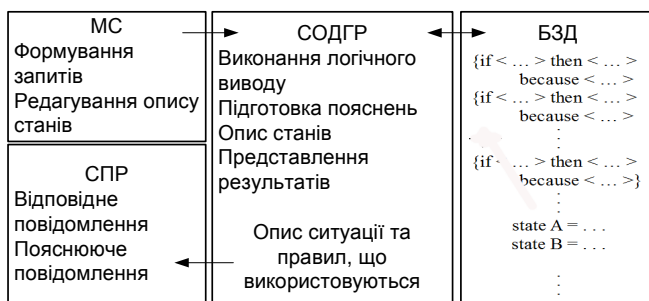 МС
Формування
запитів
Редагування опису
станів
СПР
Відповідне
повідомлення
Пояснююче
повідомлення
СОДГР
Виконання логічного
виводу
Підготовка пояснень
Опис станів
Представлення
результатів
Опис ситуації та
правил, що
використовуються
БЗД
{if < ... > then < ... >
because < ... >
{if < ... > then < ... >
because < ... >
{if < ... > then < ... >
because < ... >}
state A = . . .
state B = . . .